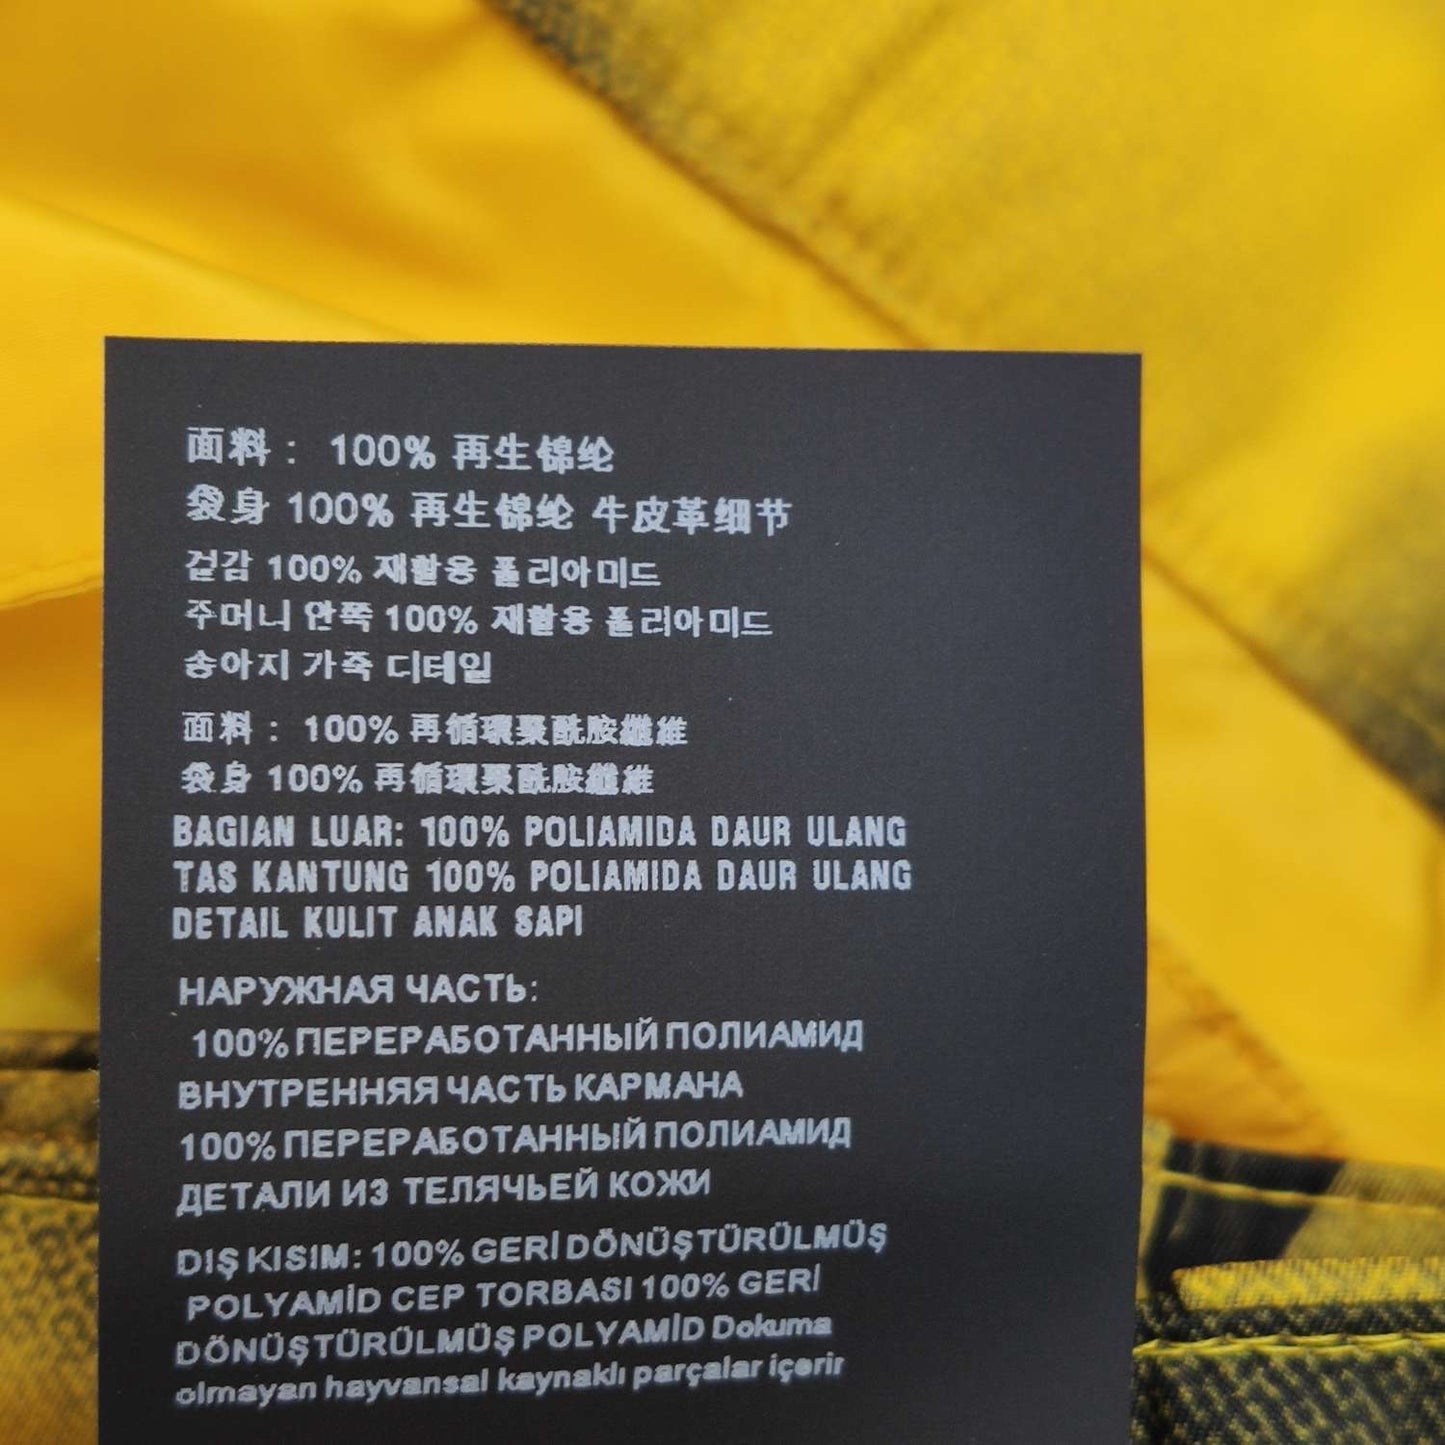 面料： 100% 再生锦纶
袋身 100% 再生锦纶 牛皮革细节
겉감 100% 재활용 폴리아미드
주머니 안쪽 100% 재활용 폴리아미드
송아지 가죽 디테일
面料： 100% 再循環聚酰胺纖維
袋身 100% 再循環聚酰胺纖維
BAGIAN LUAR: 100% POLIAMIDA DAUR ULANG
TAS KANTUNG 100% POLIAMIDA DAUR ULANG
DETAIL KULIT ANAK SAPI
НАРУЖНАЯ ЧАСТЬ:
100% ПЕРЕРАБОТАННЫЙ ПОЛИАМИД
ВНУТРЕННЯЯ ЧАСТЬ КАРМАНА
100% ПЕРЕРАБОТАННЫЙ ПОЛИАМИД
ДЕТАЛИ ИЗ ТЕЛЯЧЬЕЙ КОЖИ
DIŞ KISIM: 100% GERİ DÖNÜŞTÜRÜLMÜŞ
POLYAMİD CEP TORBASI 100% GERİ
DÖNÜŞTÜRÜLMÜŞ POLYAMİD Dokuma
olmayan hayvansal kaynaklı parçalar içerir